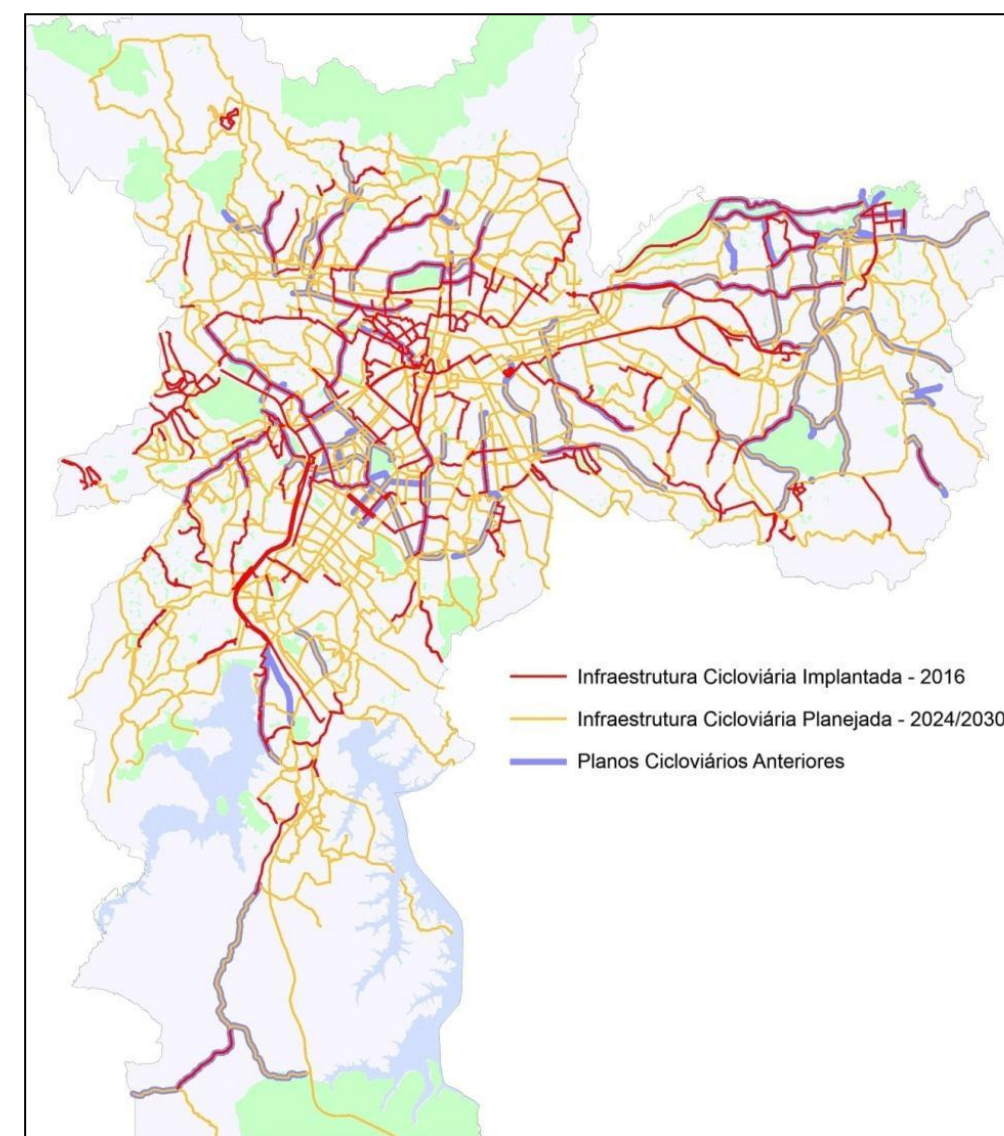 Infraestrutura Cicloviária Implantada - 2016
Infraestrutura Cicloviária Planejada - 2024/2030
Planos Cicloviários Anteriores